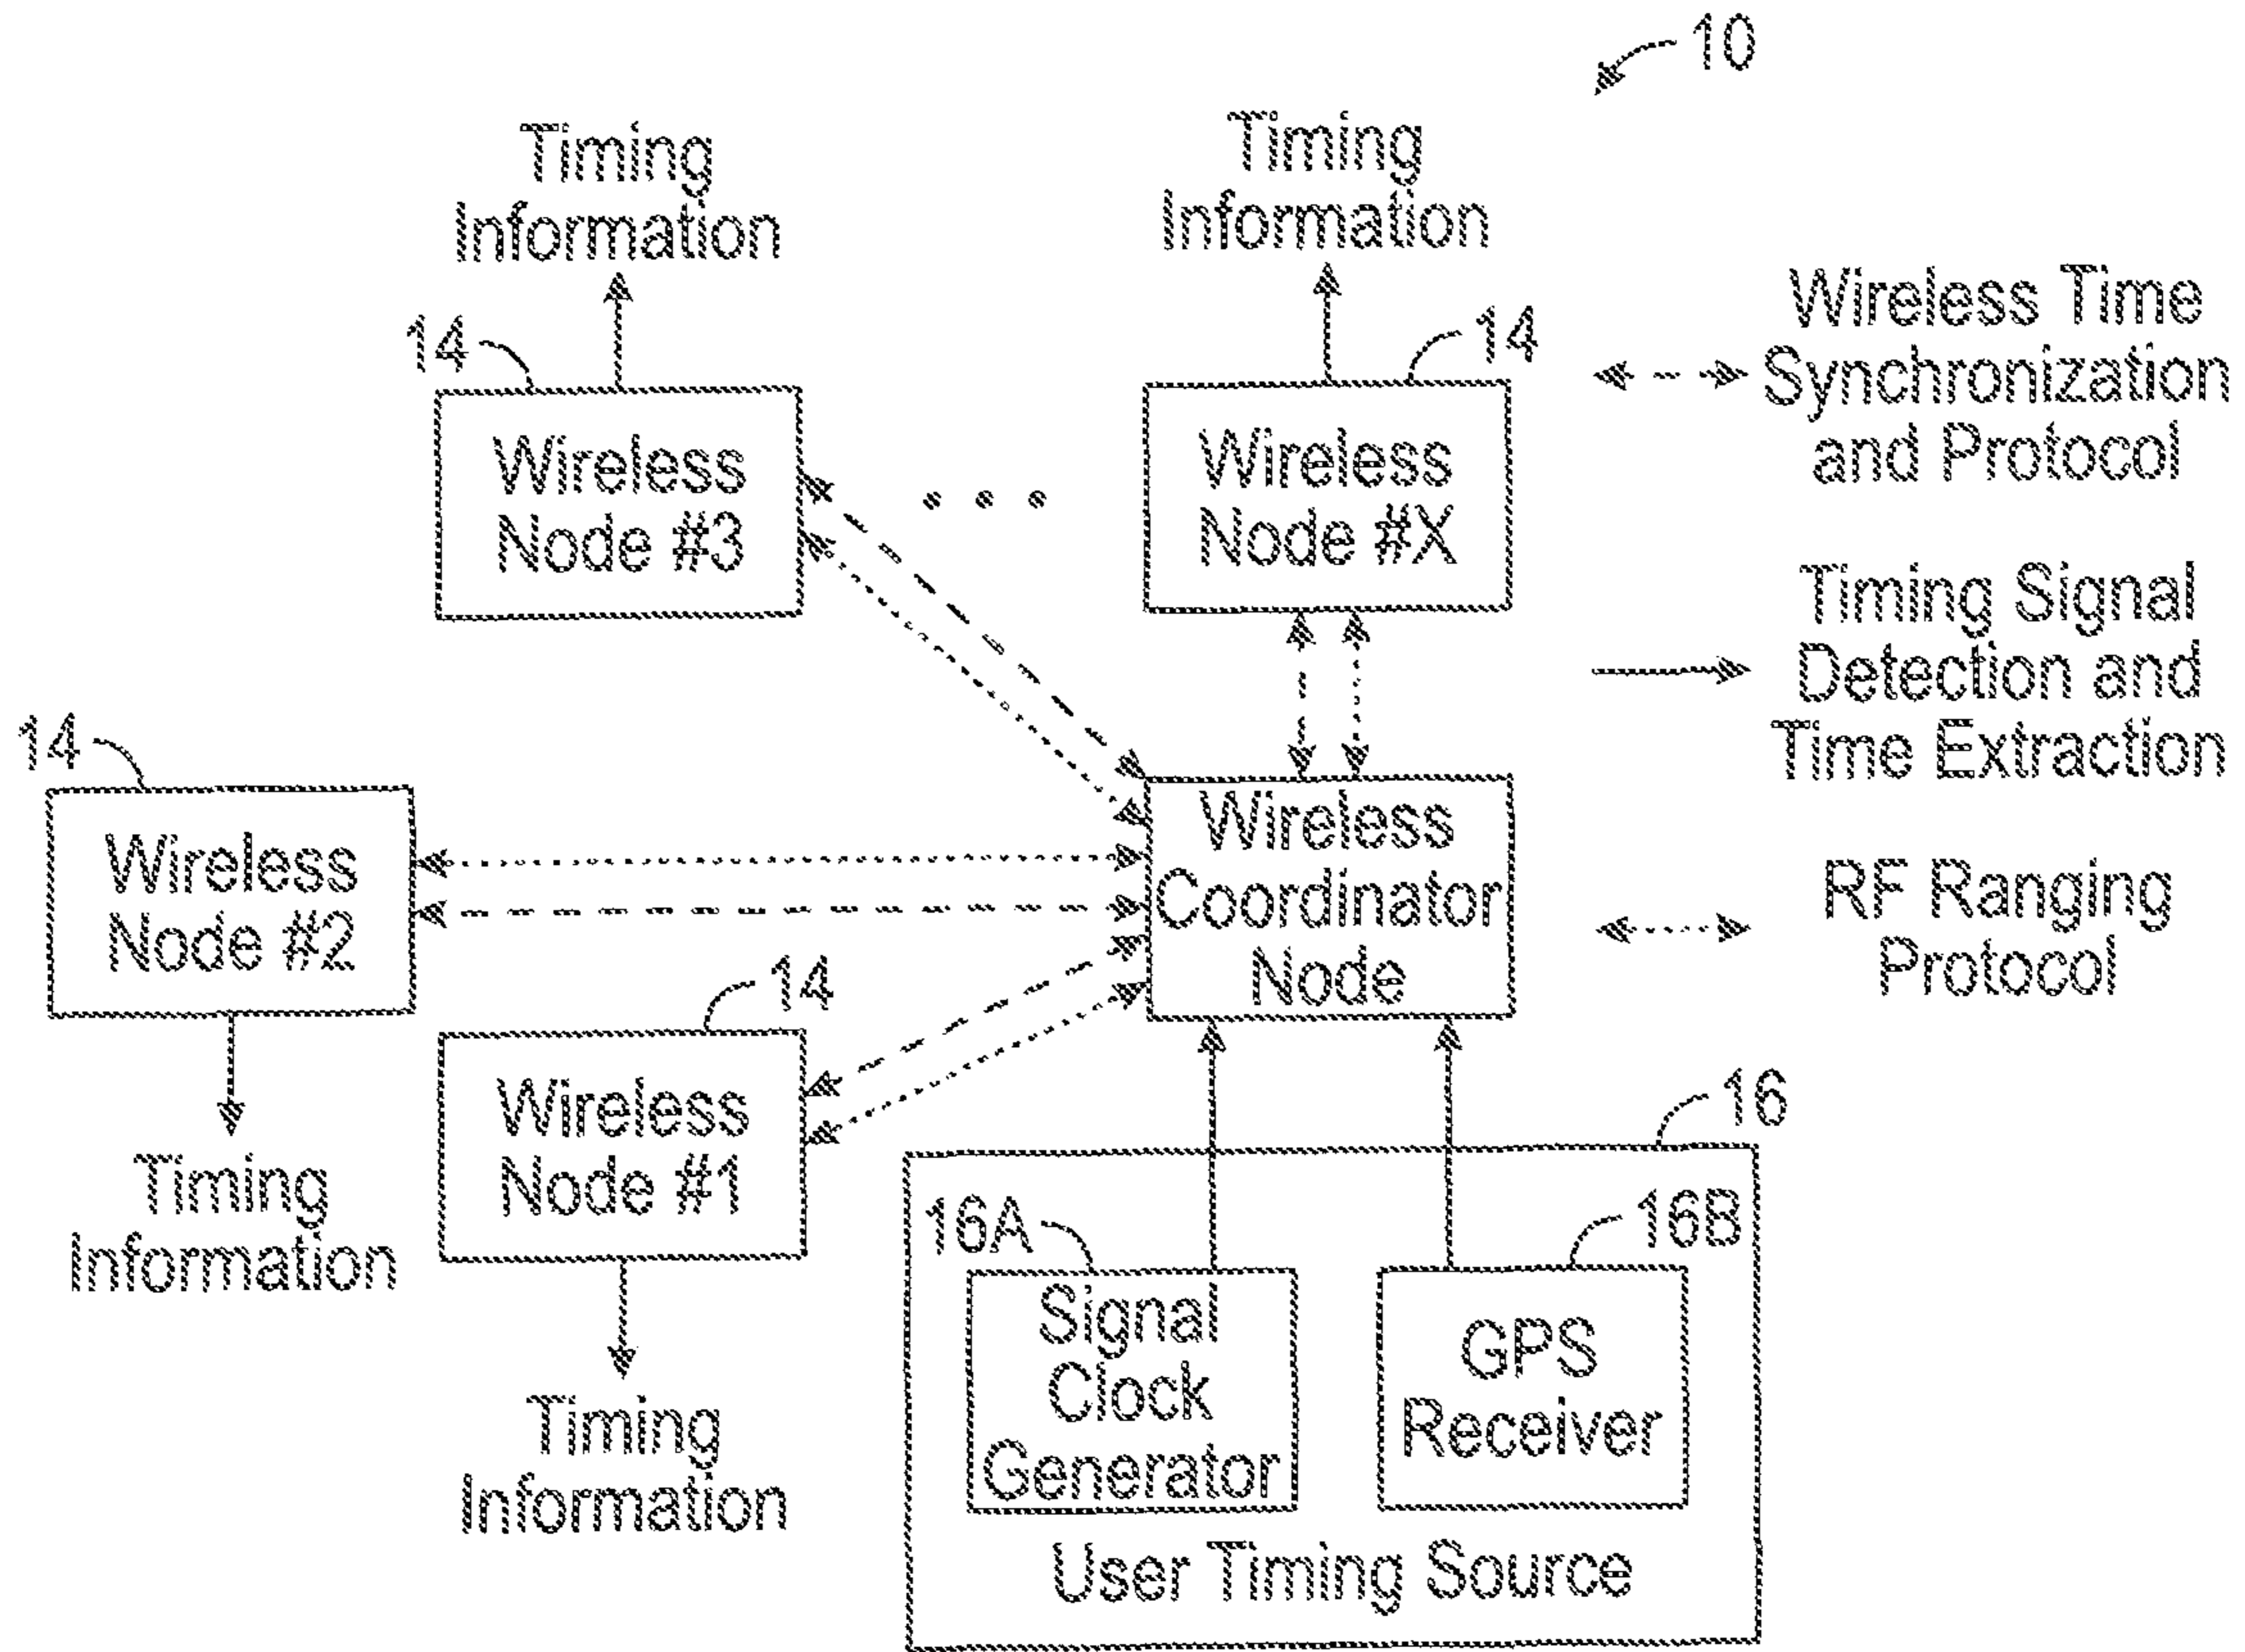 10
Timing
Information
Timing
Information
14
14
Wireless
Node #3
Wireless
Node #X
Wireless Time
Synchronization
and Protocol
Timing Signal
Detection and
Time Extraction
RF Ranging
Protocol
14
Wireless
Node #2
Timing
Information
Wireless
Coordinator
Node
14
Wireless
Node #1
Timing
Information
16
16A
16B
Signal
Clock
Generator
GPS
Receiver
User Timing Source